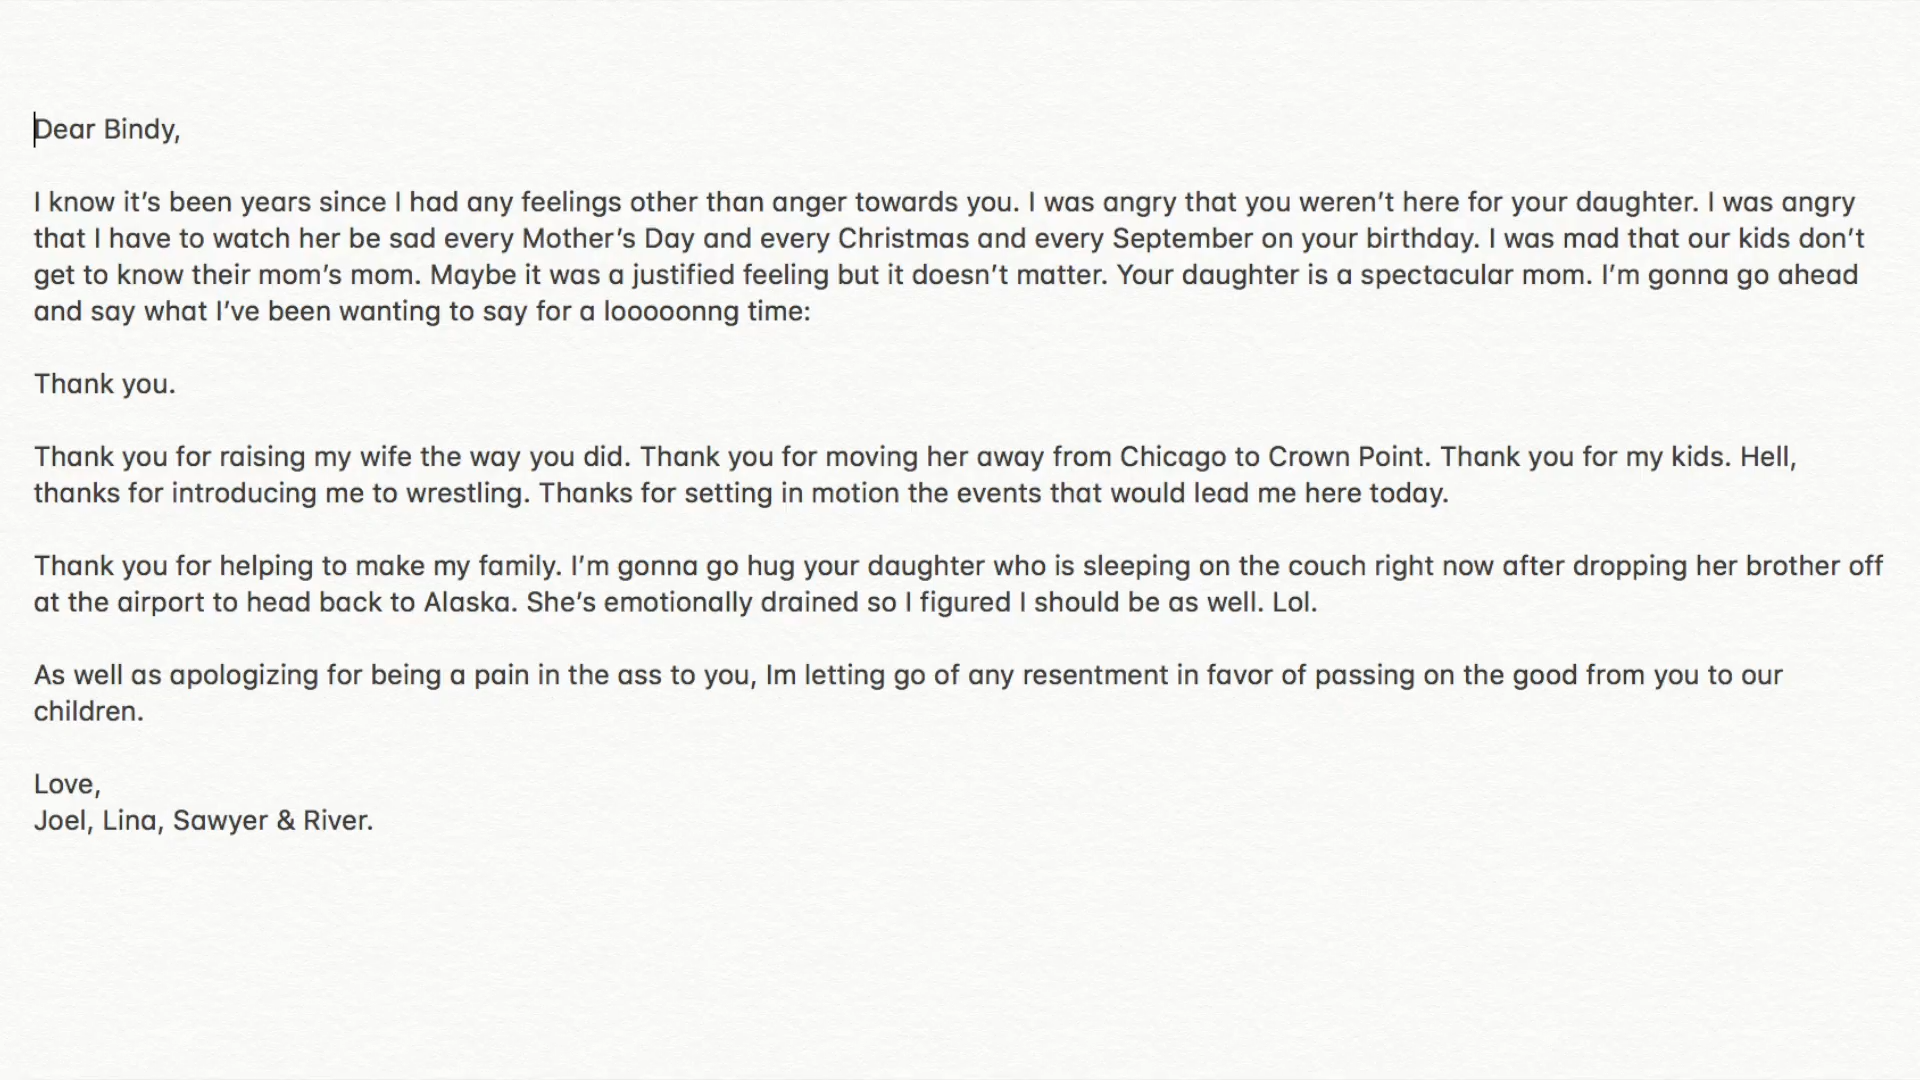 Dear Bindy,
I know it’s been years since I had any feelings other than anger towards you. I was angry that you weren’t here for your daughter. I was angry
that I have to watch her be sad every Mother’s Day and every Christmas and every September on your birthday. I was mad that our kids don’t
get to know their mom’s mom. Maybe it was a justified feeling but it doesn’t matter. Your daughter is a spectacular mom. I’m gonna go ahead
and say what I’ve been wanting to say for a looooonng time:
Thank you.
Thank you for raising my wife the way you did. Thank you for moving her away from Chicago to Crown Point. Thank you for my kids. Hell,
thanks for introducing me to wrestling. Thanks for setting in motion the events that would lead me here today.
Thank you for helping to make my family. I’m gonna go hug your daughter who is sleeping on the couch right now after dropping her brother off
at the airport to head back to Alaska. She’s emotionally drained so I figured I should be as well. Lol.
As well as apologizing for being a pain in the ass to you, Im letting go of any resentment in favor of passing on the good from you to our
children.
Love,
Joel, Lina, Sawyer & River.